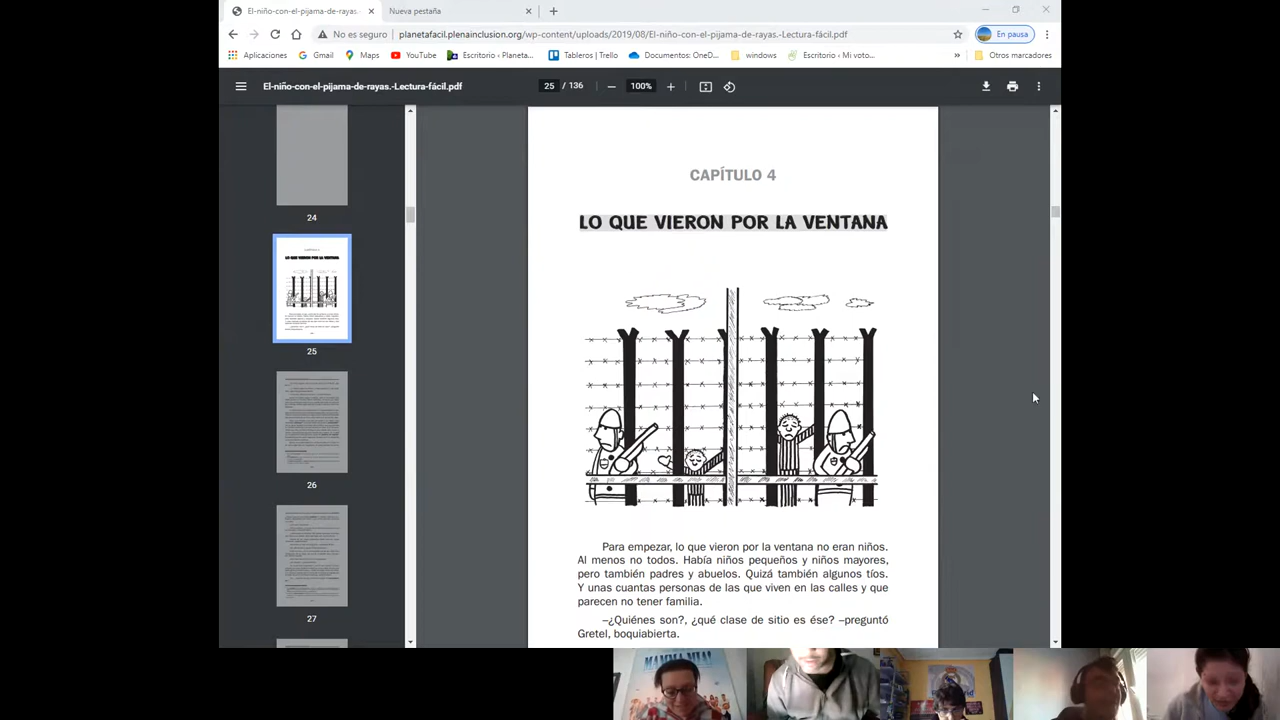 El-niño-con-el-pijama-de-rayas.-
Nueva pestaña
No es seguro
planetafacil.plenainclusion.org/wp-content/uploads/2019/08/El-niño-con-el-pijama-de-rayas.-Lectura-fácil.pdf
En pausa
Aplicaciones
Gmail
Maps
YouTube
Escritorio - Planeta...
Tableros | Trello
Documentos: OneD...
windows
Escritorio | Mi voto...
»
Otros marcadores
El-niño-con-el-pijama-de-rayas.-Lectura-fácil.pdf
25 / 136
100%
24
25
26
27
CAPÍTULO 4
LO QUE VIERON POR LA VENTANA
Para empezar, lo que vieron por la ventana no eran niños.
Al menos no todos. Había niños pequeños y niños mayores,
pero también padres y abuelos. Quizá también algunos tíos.
Y unas cuantas personas de las que viven en las calles y que
parecen no tener familia.
–¿Quiénes son?, ¿qué clase de sitio es ése? –preguntó
Gretel, boquiabierta.